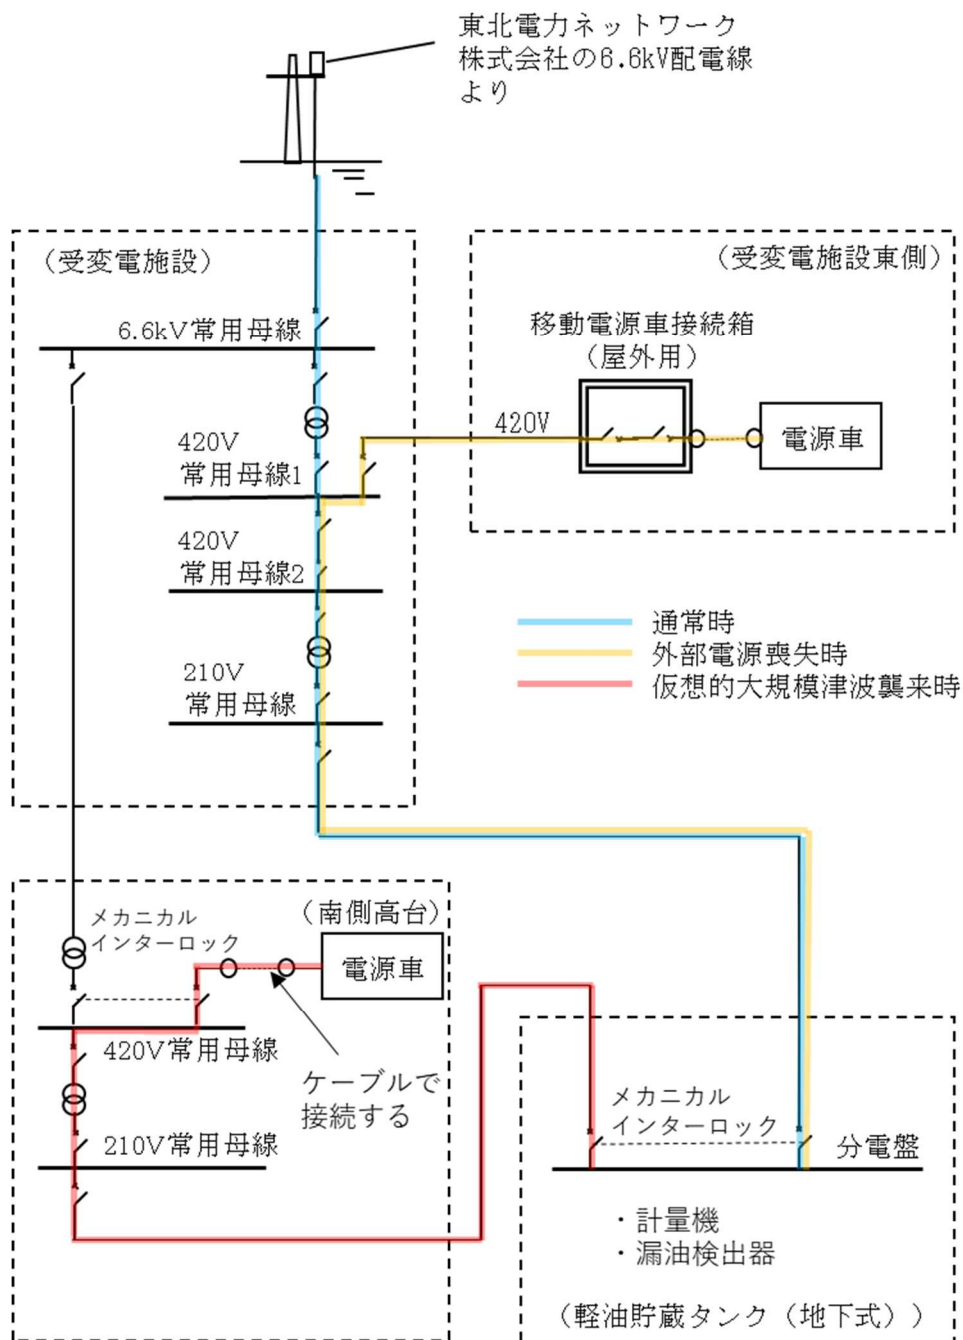 東北電力ネットワーク
株式会社の6.6kV配電線
より
（受変電施設）
6.6kV常用母線
420V
常用母線1
420V
常用母線2
210V
常用母線
（受変電施設東側）
移動電源車接続箱
（屋外用）
420V
電源車
通常時
外部電源喪失時
仮想的大規模津波襲来時
（南側高台）
メカニカル
インターロック
電源車
420V常用母線
ケーブルで
接続する
210V常用母線
メカニカル
インターロック
分電盤
・計量機
・漏油検出器
（軽油貯蔵タンク（地下式））